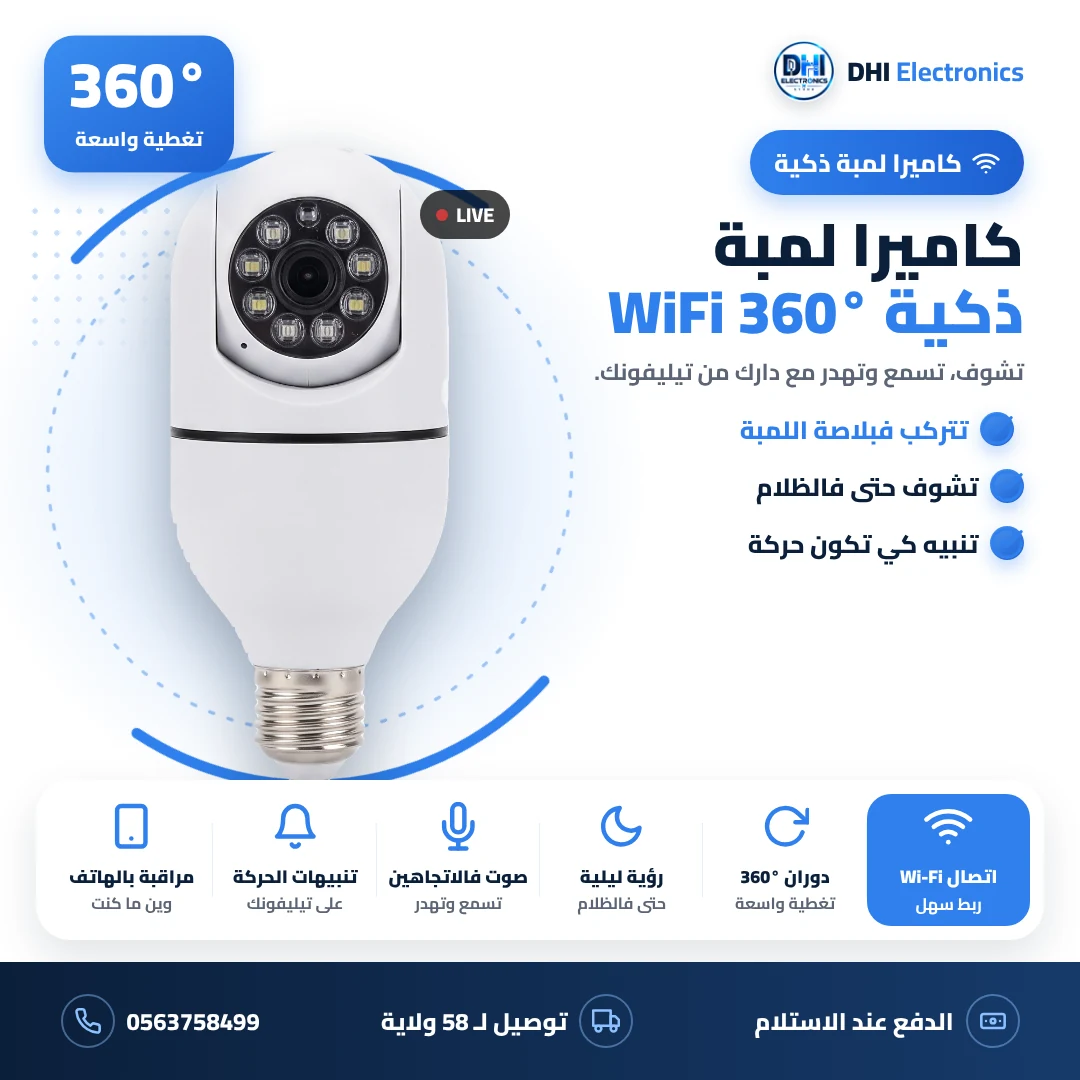 DHI Electronics
DHI
ELECTRONICS
360°
تغطية واسعة
كاميرا لمبة ذكية
LIVE
كاميرا لمبة
ذكية WiFi 360°
تشوف، تسمع وتهدر مع دارك من تيليفونك.
تتركب فبلاصة اللمبة
تشوف حتى فالظلام
تنبيه كي تكون حركة
اتصال Wi-Fi
ربط سهل
دوران 360°
تغطية واسعة
رؤية ليلية
حتى فالظلام
صوت فالاتجاهين
تسمع وتهدر
تنبيهات الحركة
على تيليفونك
مراقبة بالهاتف
وين ما كنت
الدفع عند الاستلام
توصيل لـ 58 ولاية
0563758499